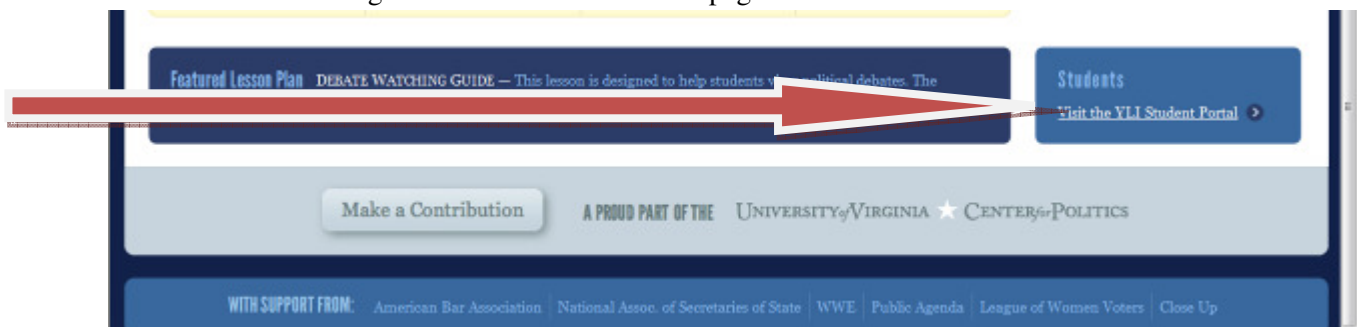 Featured Lesson Plan DEBATE WATCHING GUIDE — This lesson is designed to help students political debates. The
Students
Visit the YLI Student Portal
Make a Contribution
A PROUD PART OF THE UNIVERSITY of VIRGINIA CENTER for POLITICS
WITH SUPPORT FROM: American Bar Association National Assoc. of Secretaries of State WWE Public Agenda League of Women Voters Close Up